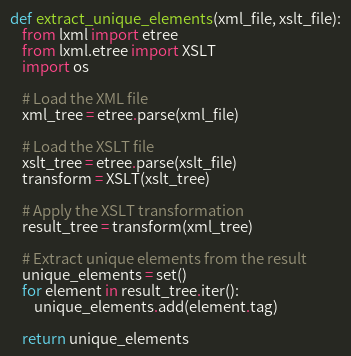 def extract_unique_elements(xml_file, xslt_file):
    from lxml import etree
    from lxml.etree import XSLT
    import os

    # Load the XML file
    xml_tree = etree.parse(xml_file)

    # Load the XSLT file
    xslt_tree = etree.parse(xslt_file)
    transform = XSLT(xslt_tree)

    # Apply the XSLT transformation
    result_tree = transform(xml_tree)

    # Extract unique elements from the result
    unique_elements = set()
    for element in result_tree.iter():
        unique_elements.add(element.tag)

    return unique_elements